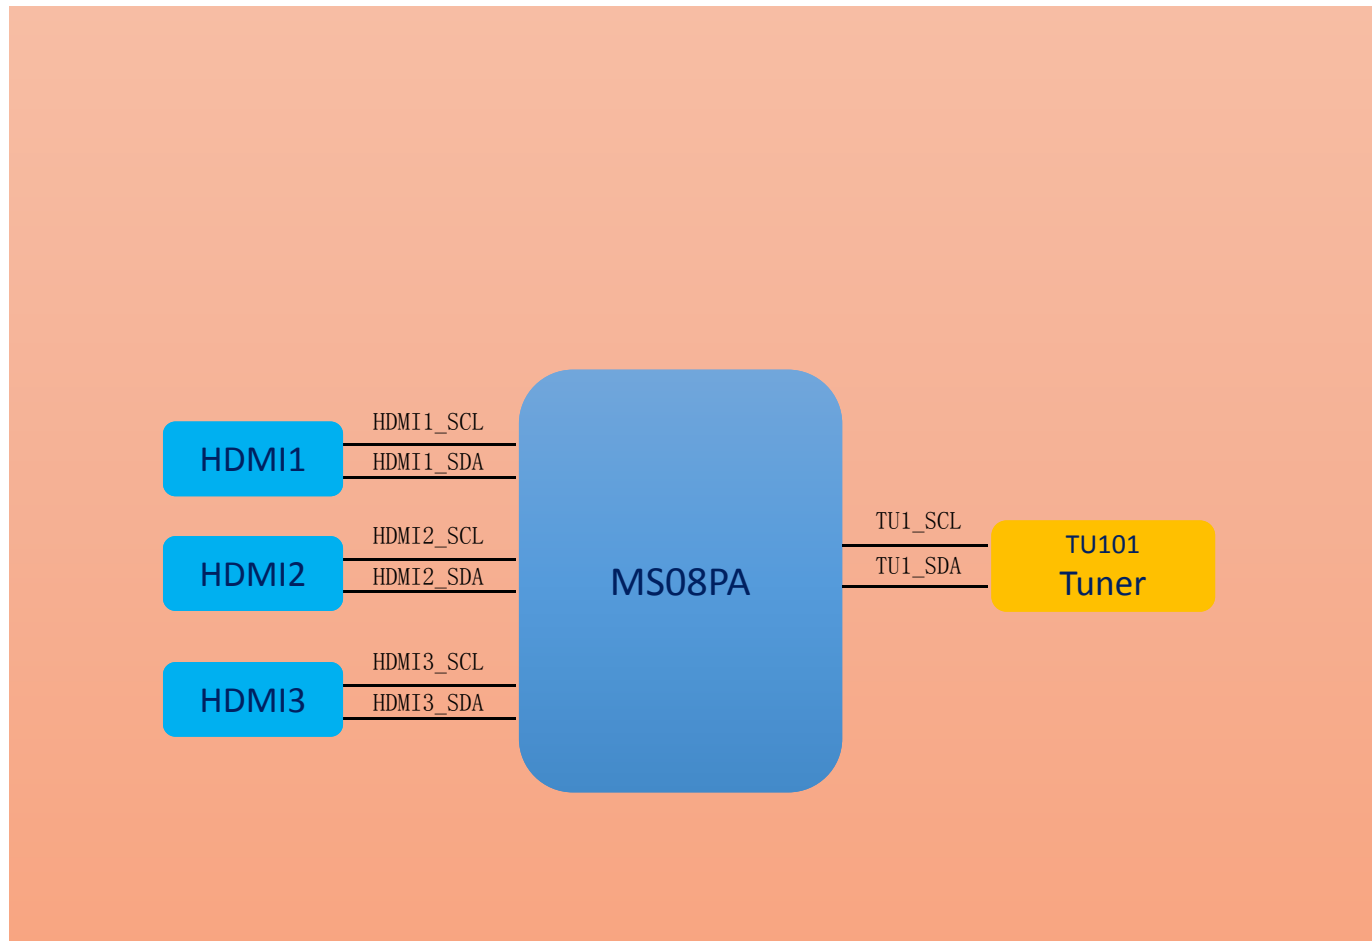 HDMI1
HDMI1_SCL
HDMI1_SDA
HDMI2
HDMI2_SCL
HDMI2_SDA
HDMI3
HDMI3_SCL
HDMI3_SDA
MS08PA
TU1_SCL
TU1_SDA
TU101
Tuner